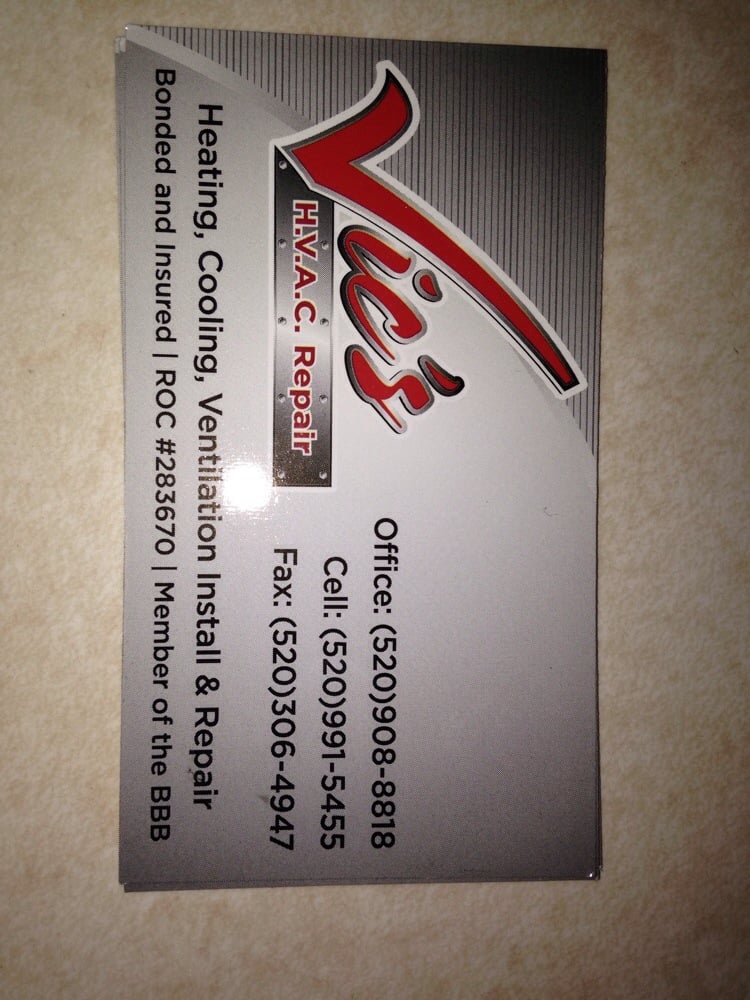 Vic's
H.V.A.C. Repair
Office: (520)908-8818
Cell: (520)991-5455
Fax: (520)306-4947
Heating, Cooling, Ventilation Install & Repair
Bonded and Insured | ROC #283670 | Member of the BBB